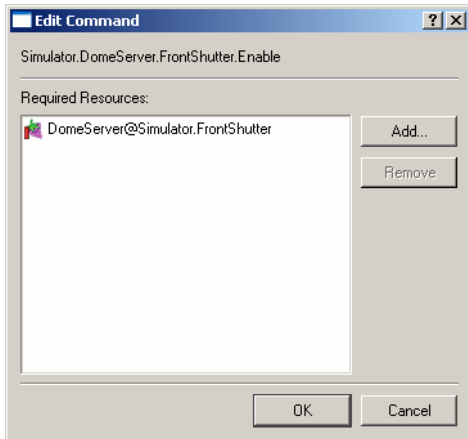 Edit Command
Simulator.DomeServer.FrontShutter.Enable
Required Resources:
DomeServer@Simulator.FrontShutter
Add...
Remove
OK
Cancel